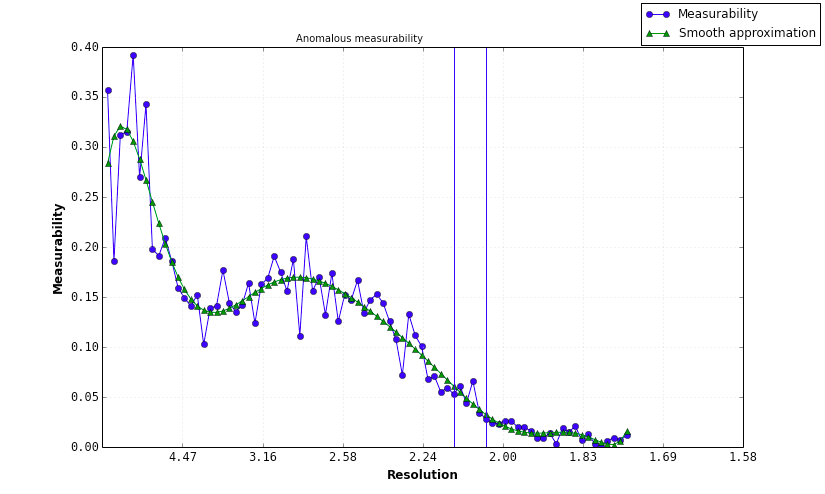 Measurability
Smooth approximation
Anomalous measurability
0.40
0.35
0.30
0.25
0.20
0.15
0.10
0.05
0.00
Measurability
4.47 3.16 2.58 2.24 2.00 1.83 1.69 1.58
Resolution